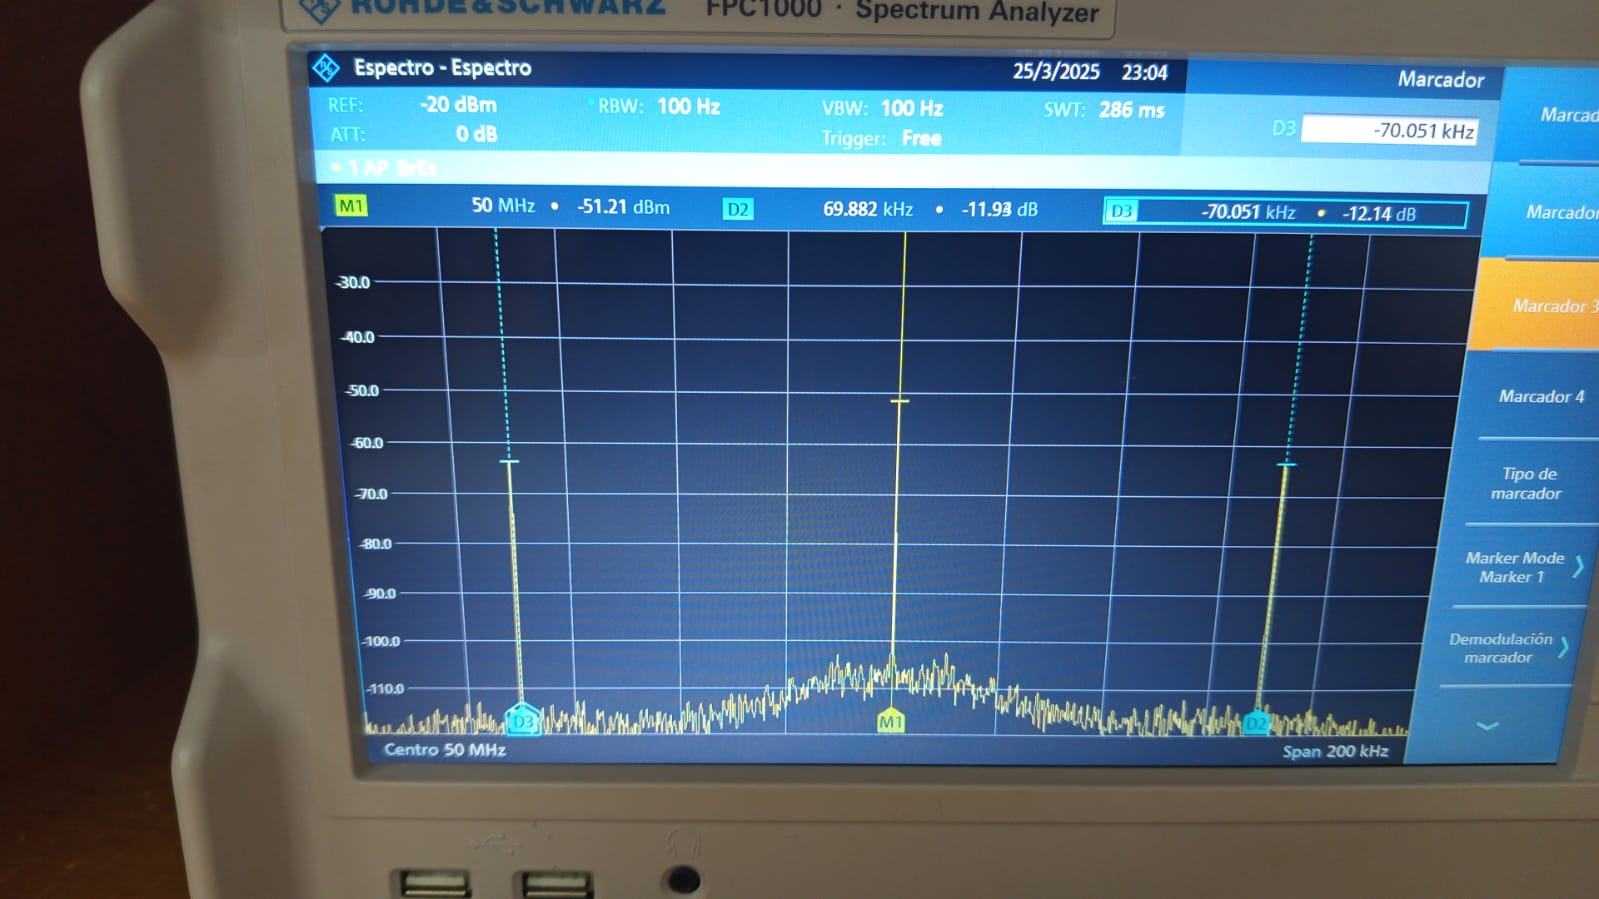 ROHDE & SCHWARZ FPC1000 · Spectrum Analyzer
Espectro - Espectro 25/3/2025 23:04 Marcador
REF: -20 dBm RBW: 100 Hz VBW: 100 Hz SWT: 286 ms
ATT: 0 dB Trigger: Free
D3 -70.051 kHz
1 AP BrEs
M1 50 MHz • -51.21 dBm D2 69.882 kHz • -11.93 dB D3 -70.051 kHz • -12.14 dB
-30.0
-40.0
-50.0
-60.0
-70.0
-80.0
-90.0
-100.0
-110.0
D3 M1 D2
Centro 50 MHz Span 200 kHz
Marcador 3
Marcador 4
Tipo de
marcador
Marker Mode
Marker 1
Demodulación
marcador